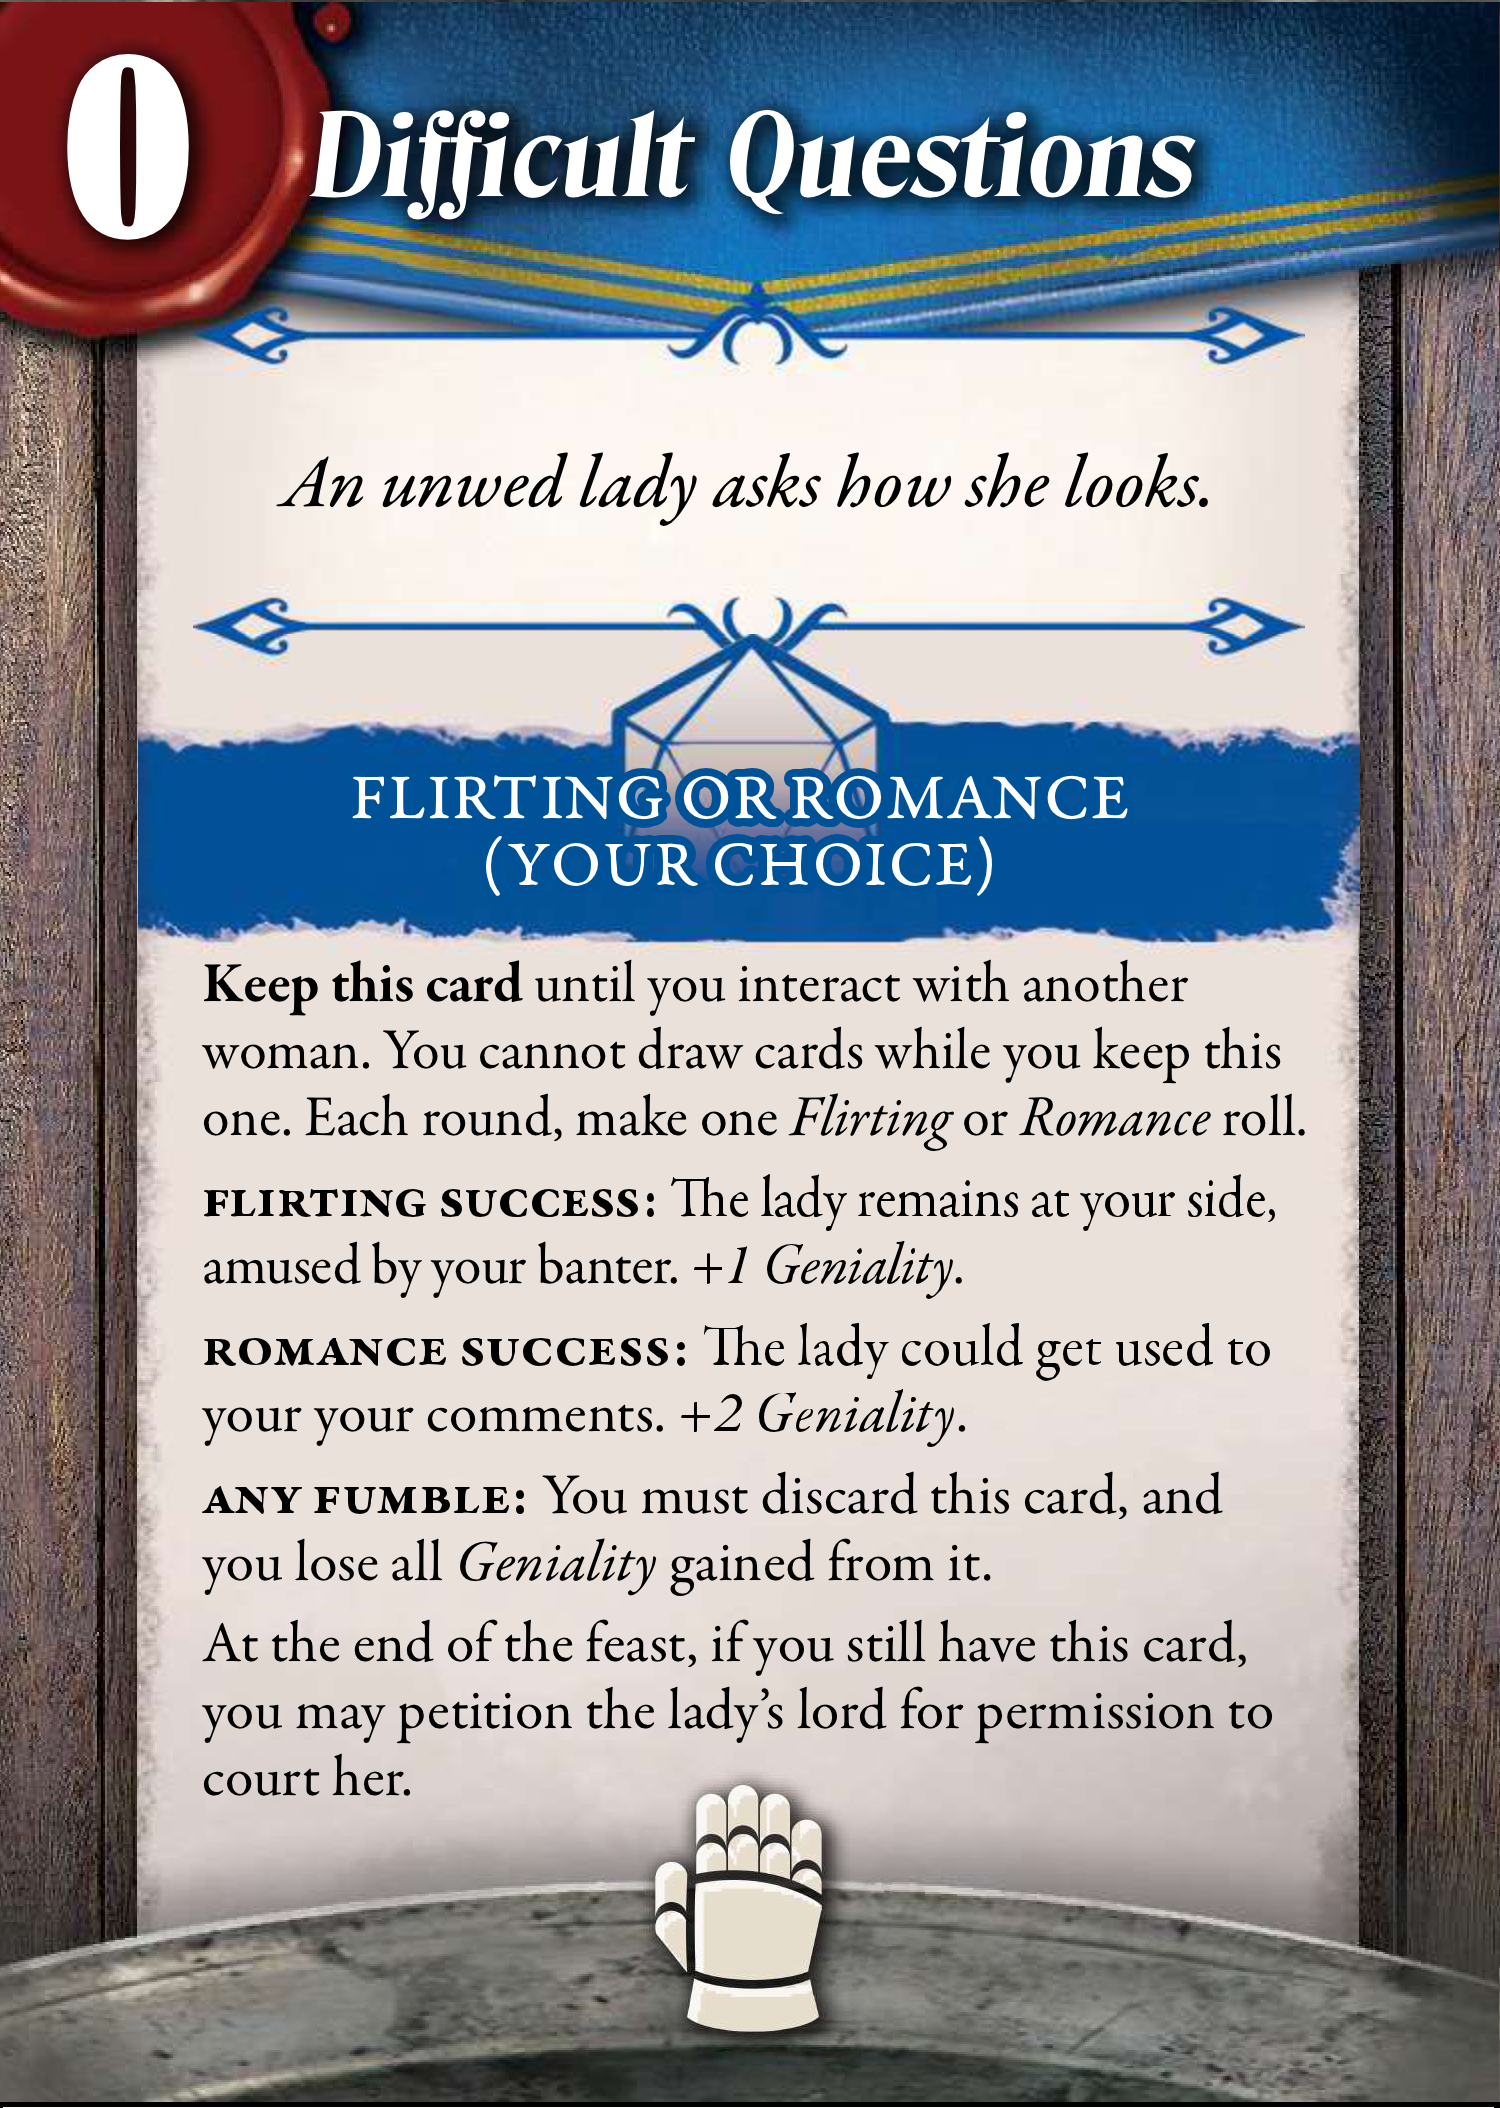 0
Difficult Questions
An unwed lady asks how she looks.
FLIRTING OR ROMANCE
(YOUR CHOICE)
Keep this card until you interact with another
woman. You cannot draw cards while you keep this
one. Each round, make one Flirting or Romance roll.
FLIRTING SUCCESS: The lady remains at your side,
amused by your banter. +1 Geniality.
ROMANCE SUCCESS: The lady could get used to
your your comments. +2 Geniality.
ANY FUMBLE: You must discard this card, and
you lose all Geniality gained from it.
At the end of the feast, if you still have this card,
you may petition the lady’s lord for permission to
court her.